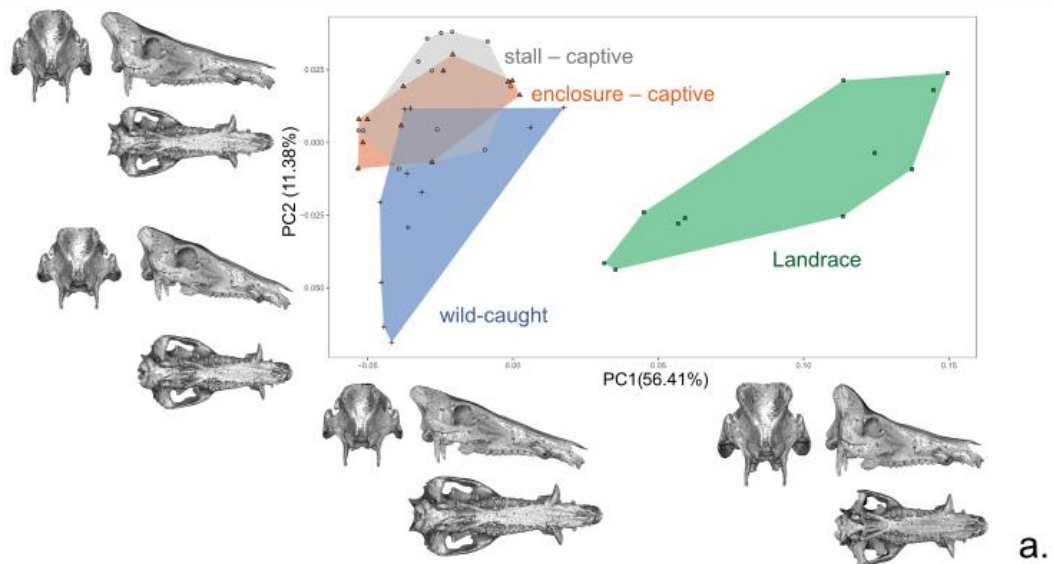 stall – captive
enclosure – captive
wild-caught
Landrace
PC2 (11.38%)
0.025
0.000
-0.025
0.050
-0.05
0.00
0.05
0.10
0.15
PC1(56.41%)
a.